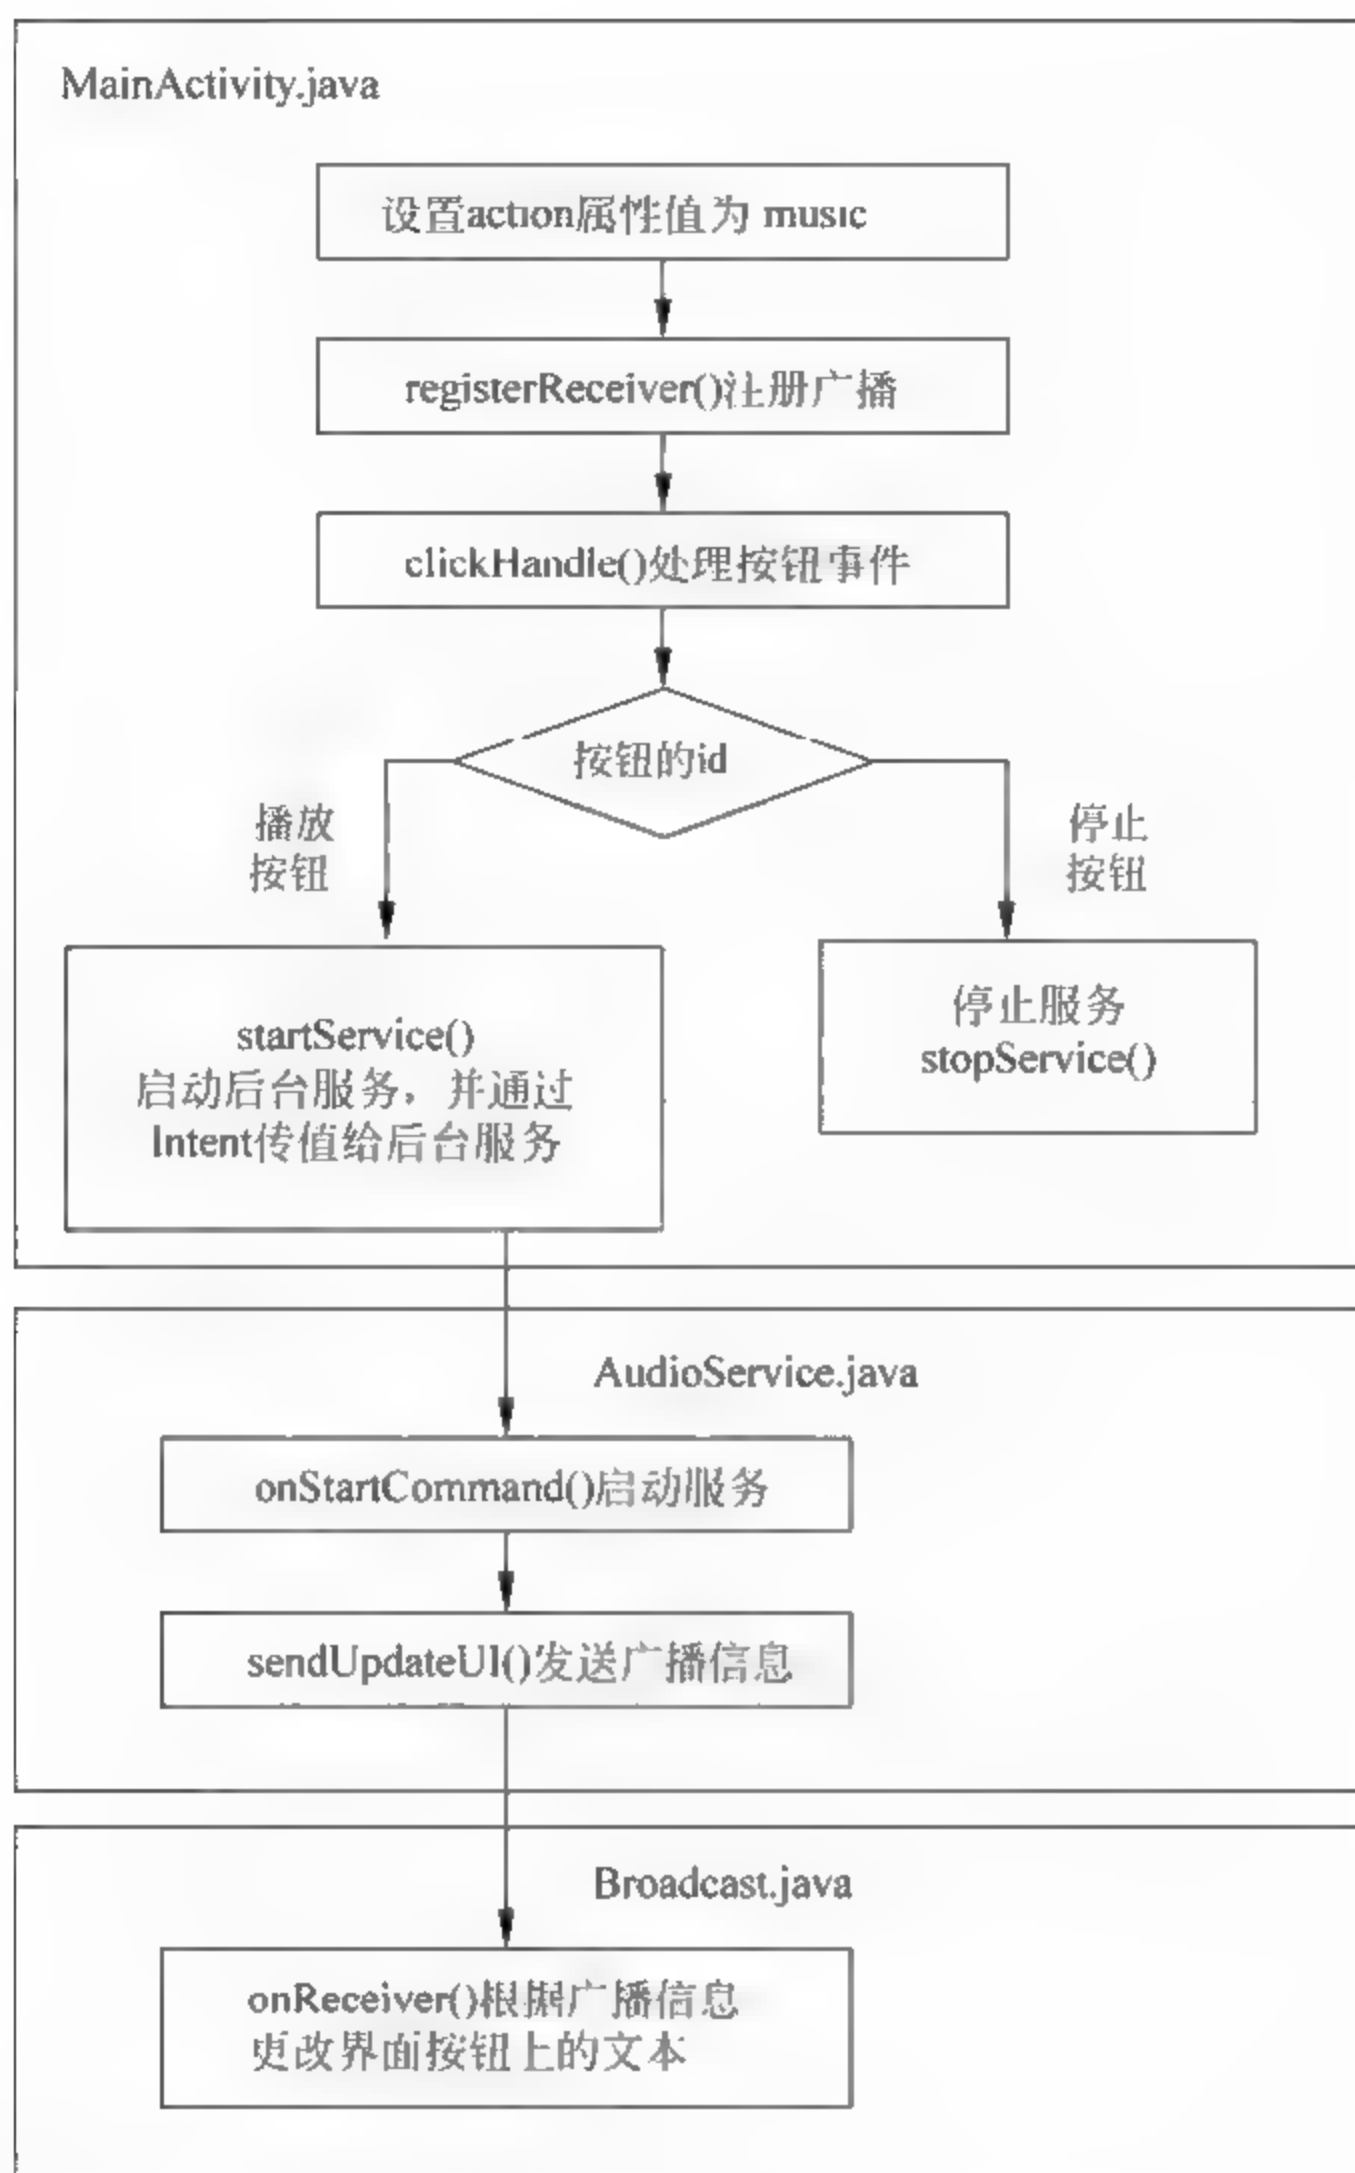 MainActivity.java
设置action属性值为 music
registerReceiver()注册广播
clickHandle()处理按钮事件
按钮的id
播放
按钮
停止
按钮
startService()
启动后台服务，并通过
Intent传值给后台服务
停止服务
stopService()
AudioService.java
onStartCommand()启动服务
sendUpdateUI()发送广播信息
Broadcast.java
onReceiver()根据广播信息
更改界面按钮上的文本